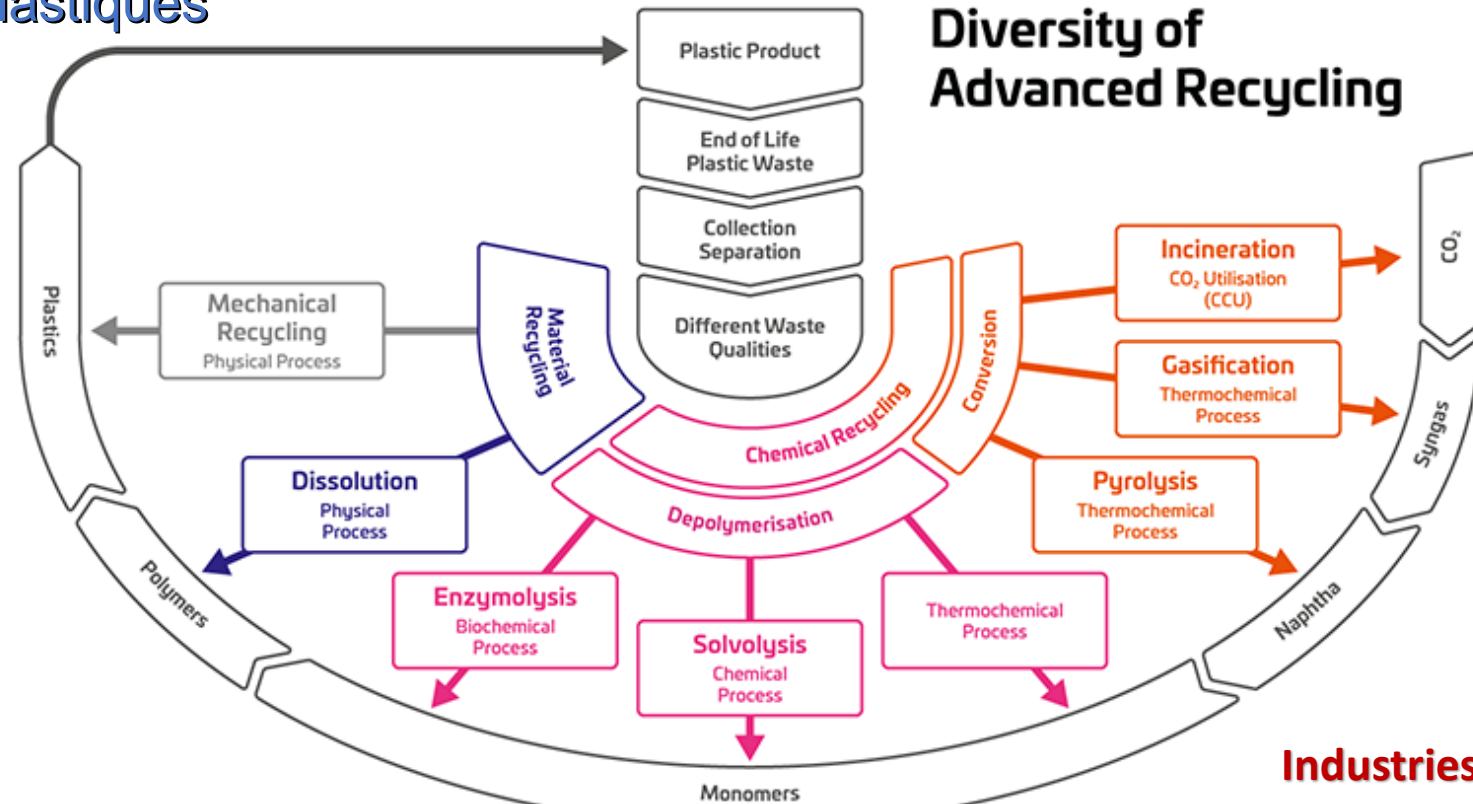 Diversity of
Advanced Recycling
Plastic Product
End of Life
Plastic Waste
Collection
Separation
Different Waste
Qualities
Material
Recycling
Mechanical
Recycling
Physical Process
Dissolution
Physical
Process
Chemical Recycling
Depolymerisation
Enzymolysis
Biochemical
Process
Solvolysis
Chemical
Process
Thermochemical
Process
Conversion
Incineration
CO₂ Utilisation
(CCU)
Gasification
Thermochemical
Process
Pyrolysis
Thermochemical
Process
CO₂
Syngas
Naphtha
Monomers
Polymers
Plastics
Industries